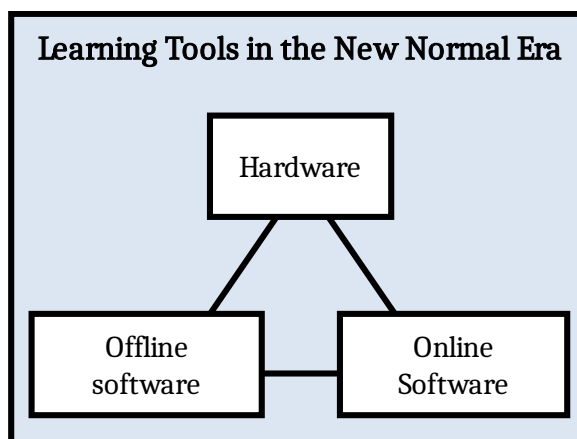 Learning Tools in the New Normal Era
Hardware
Offline
software
Online
Software